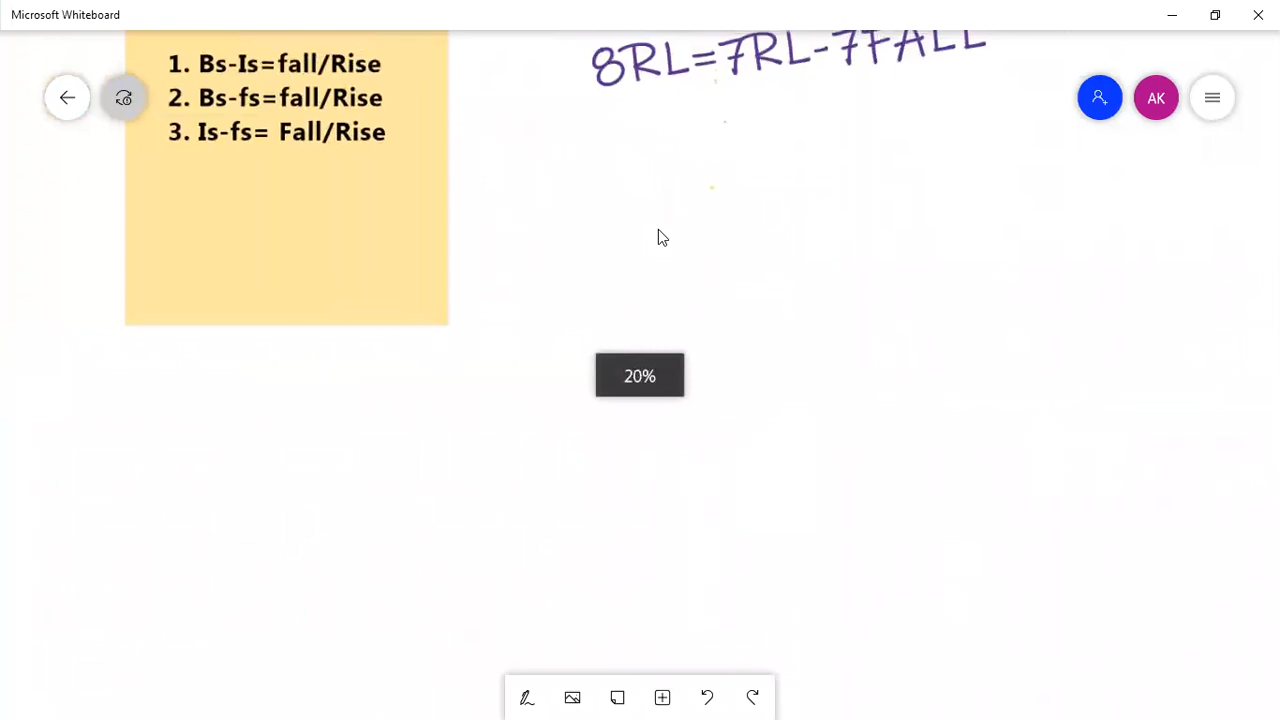 Microsoft Whiteboard
1. Bs-Is=fall/Rise
2. Bs-fs=fall/Rise
3. Is-fs= Fall/Rise
8RL=7RL-7FALL
AK
20%